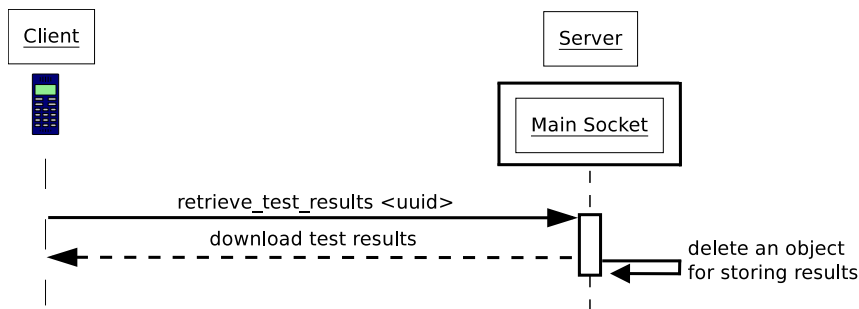 Client
Server
Main Socket
retrieve_test_results <uuid>
download test results
delete an object
for storing results